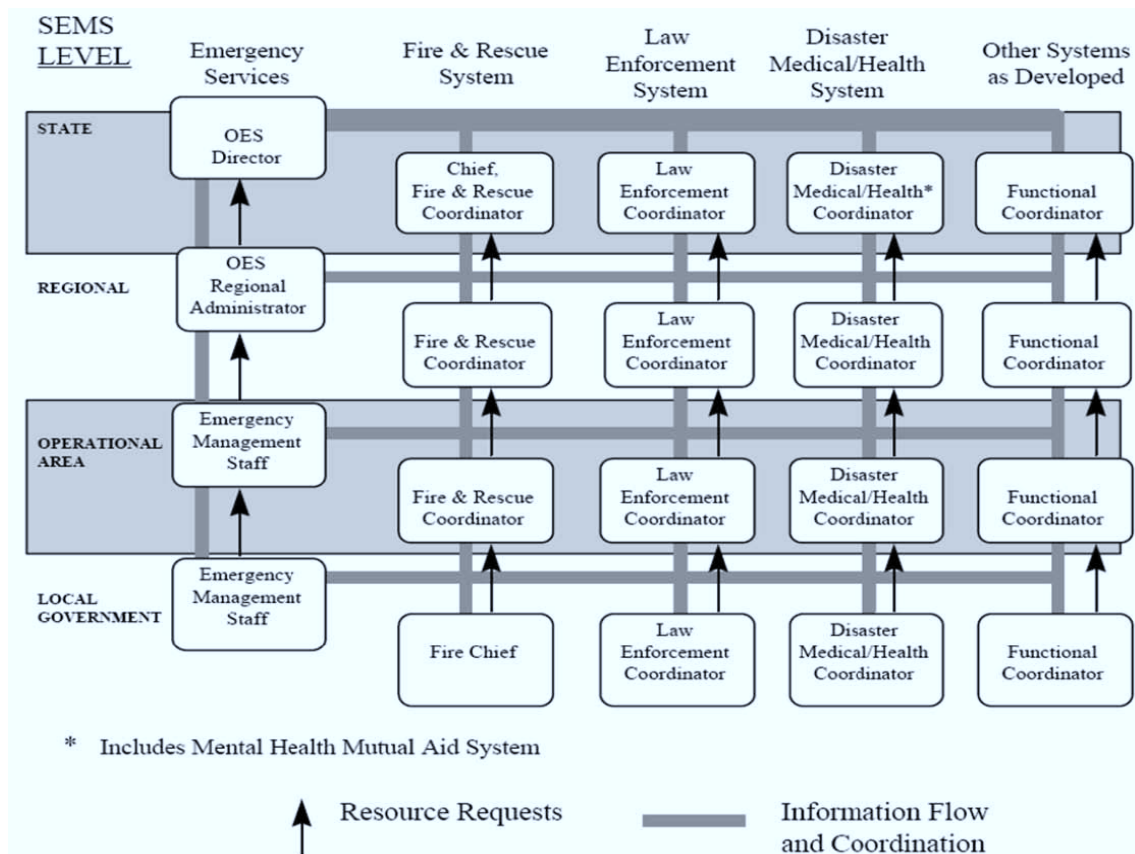 SEMS
LEVEL
Emergency
Services
Fire & Rescue
System
Law
Enforcement
System
Disaster
Medical/Health
System
Other Systems
as Developed
STATE
OES
Director
Chief,
Fire & Rescue
Coordinator
Law
Enforcement
Coordinator
Disaster
Medical/Health*
Coordinator
Functional
Coordinator
REGIONAL
OES
Regional
Administrator
Fire & Rescue
Coordinator
Law
Enforcement
Coordinator
Disaster
Medical/Health
Coordinator
Functional
Coordinator
OPERATIONAL
AREA
Emergency
Management
Staff
Fire & Rescue
Coordinator
Law
Enforcement
Coordinator
Disaster
Medical/Health
Coordinator
Functional
Coordinator
LOCAL
GOVERNMENT
Emergency
Management
Staff
Fire Chief
Law
Enforcement
Coordinator
Disaster
Medical/Health
Coordinator
Functional
Coordinator
* Includes Mental Health Mutual Aid System
Resource Requests
Information Flow
and Coordination